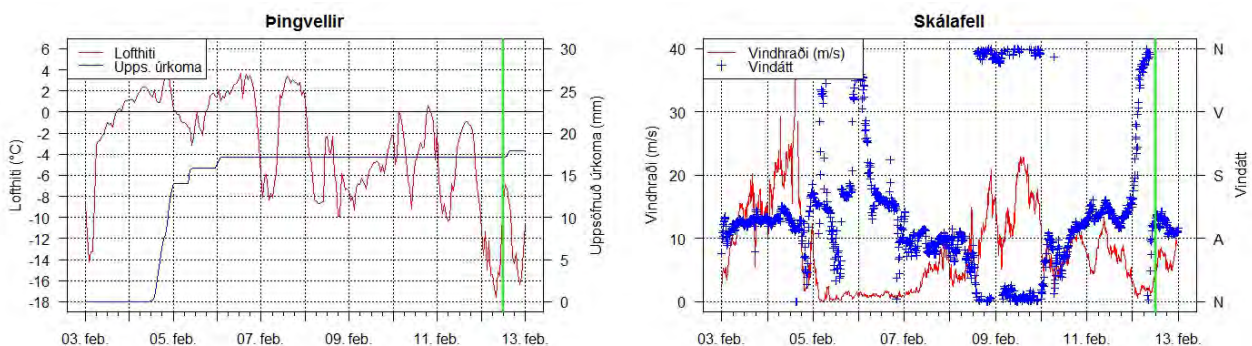 Þingvellir
Lofthiti
Upps. úrkoma
6
4
2
0
-2
-4
-6
-8
-10
-12
-14
-16
-18
Lofthiti (°C)
30
25
20
15
10
5
0
Uppsöfnuð úrkoma (mm)
03. feb.
05. feb.
07. feb.
09. feb.
11. feb.
13. feb.
Skálafell
Vindhraði (m/s)
Vindátt
40
30
20
10
0
Vindhraði (m/s)
N
V
S
A
N
Vindátt
03. feb.
05. feb.
07. feb.
09. feb.
11. feb.
13. feb.